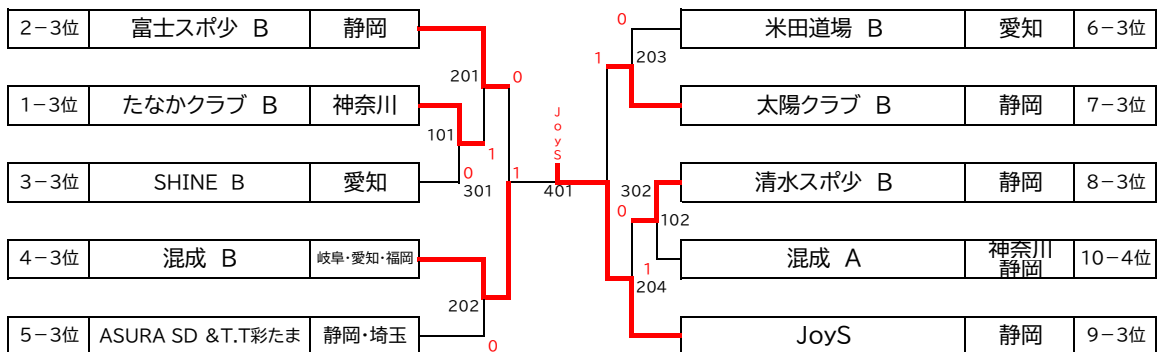 2－3位 富士スポ少 B 静岡
0
米田道場 B 愛知 6－3位
201
0
1
203
1－3位 たなかクラブ B 神奈川
太陽クラブ B 静岡 7－3位
101
1
JoyS
3－3位 SHINE B 愛知
0
301
1
401
302
0
102
清水スポ少 B 静岡 8－3位
4－3位 混成 B 岐阜・愛知・福岡
混成 A 神奈川 10－4位
静岡
1
202
204
5－3位 ASURA SD &T.T彩たま 静岡・埼玉
0
JoyS 静岡 9－3位